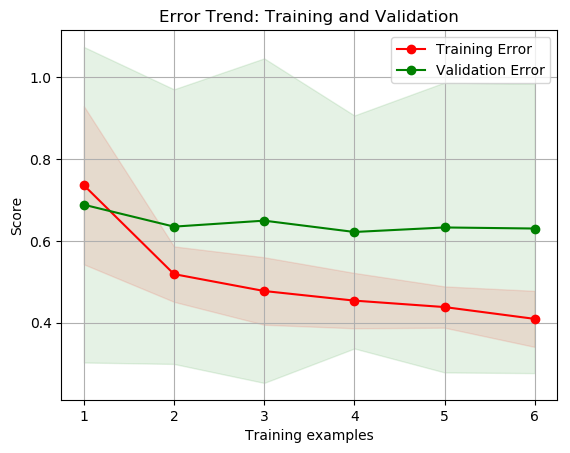 Error Trend: Training and Validation
Training Error
Validation Error
Score
1.0
0.8
0.6
0.4
1 2 3 4 5 6
Training examples